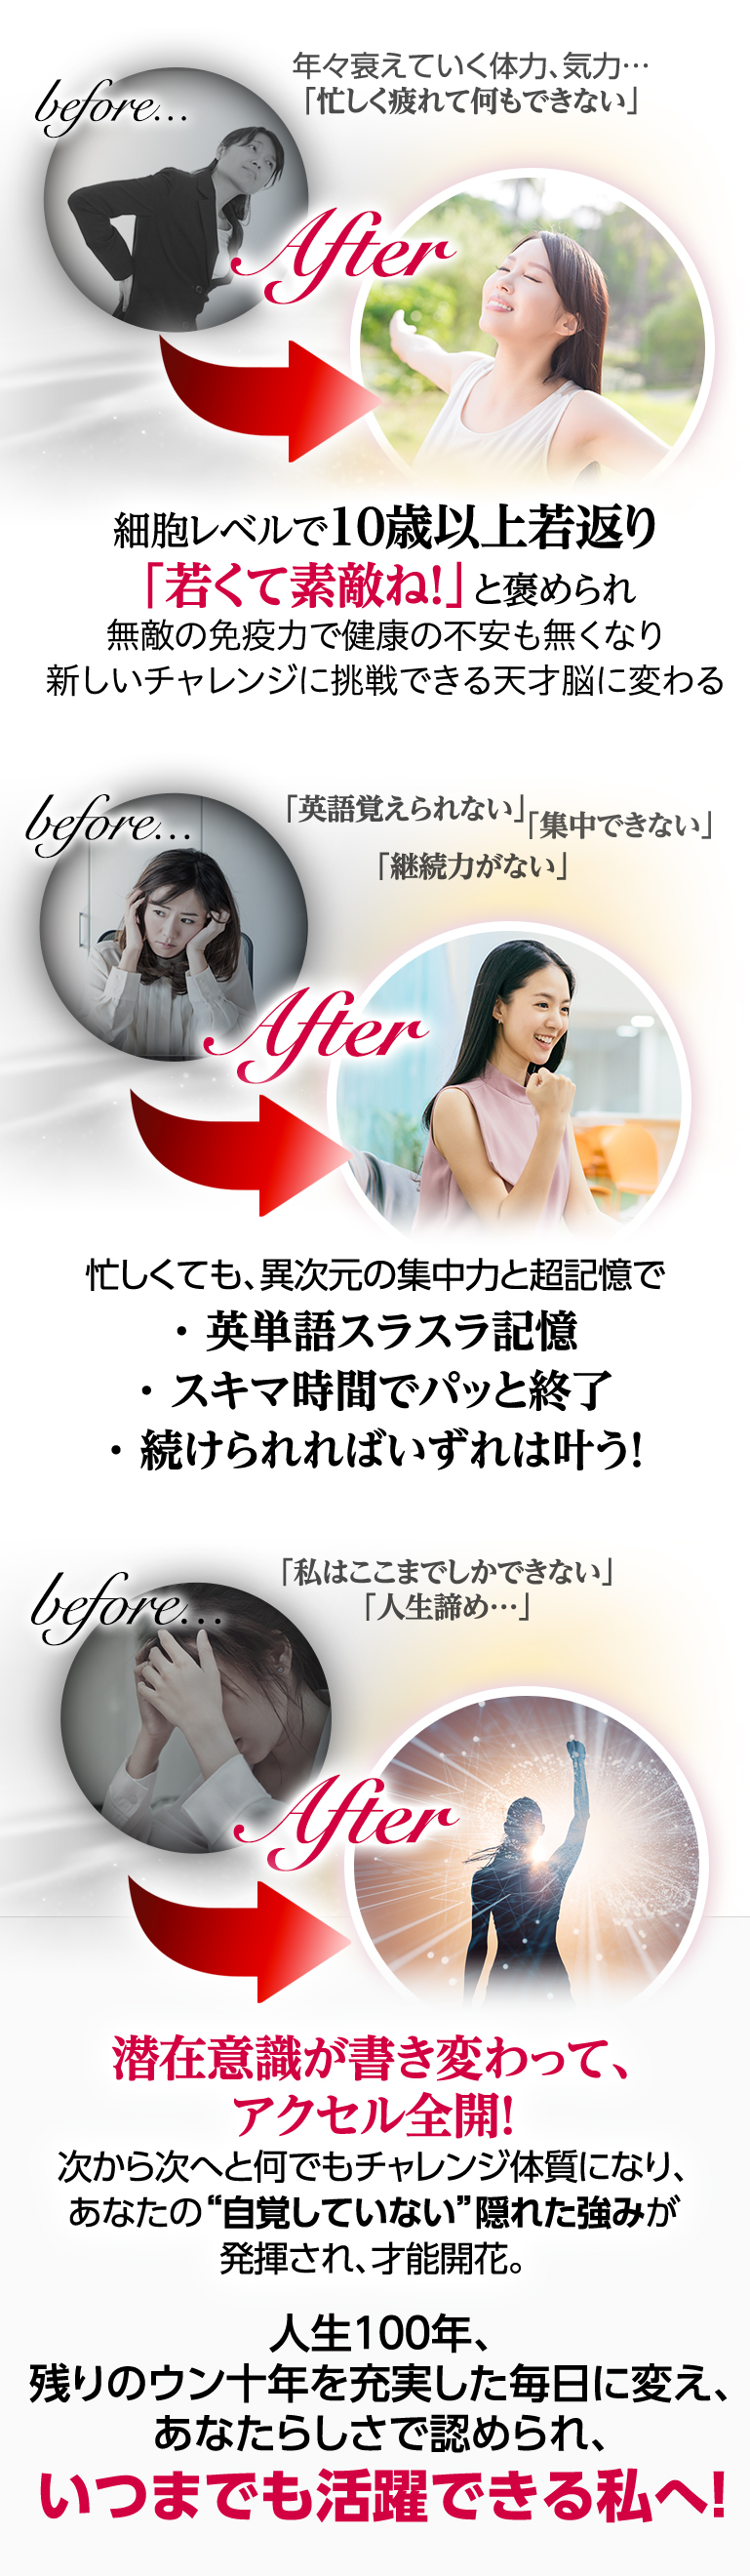 年々衰えていく体力、気力…
「忙しく疲れて何もできない」
before...
After
細胞レベルで10歳以上若返り
「若くて素敵ね!」と褒められ
無敵の免疫力で健康の不安も無くなり
新しいチャレンジに挑戦できる天才脳に変わる
before...
「英語覚えられない」「集中できない」
「継続力がない」
After
忙しくても、異次元の集中力と超記憶で
・ 英単語スラスラ記憶
・ スキマ時間でパッと終了
・ 続けられればいずれは叶う!
before...
「私はここまでしかできない」
「人生諦め…」
After
潜在意識が書き変わって、
アクセル全開!
次から次へと何でもチャレンジ体質になり、
あなたの“自覚していない”隠れた強みが
発揮され、才能開花。
人生100年、
残りのウン十年を充実した毎日に変え、
あなたらしさで認められ、
いつまでも活躍できる私へ!